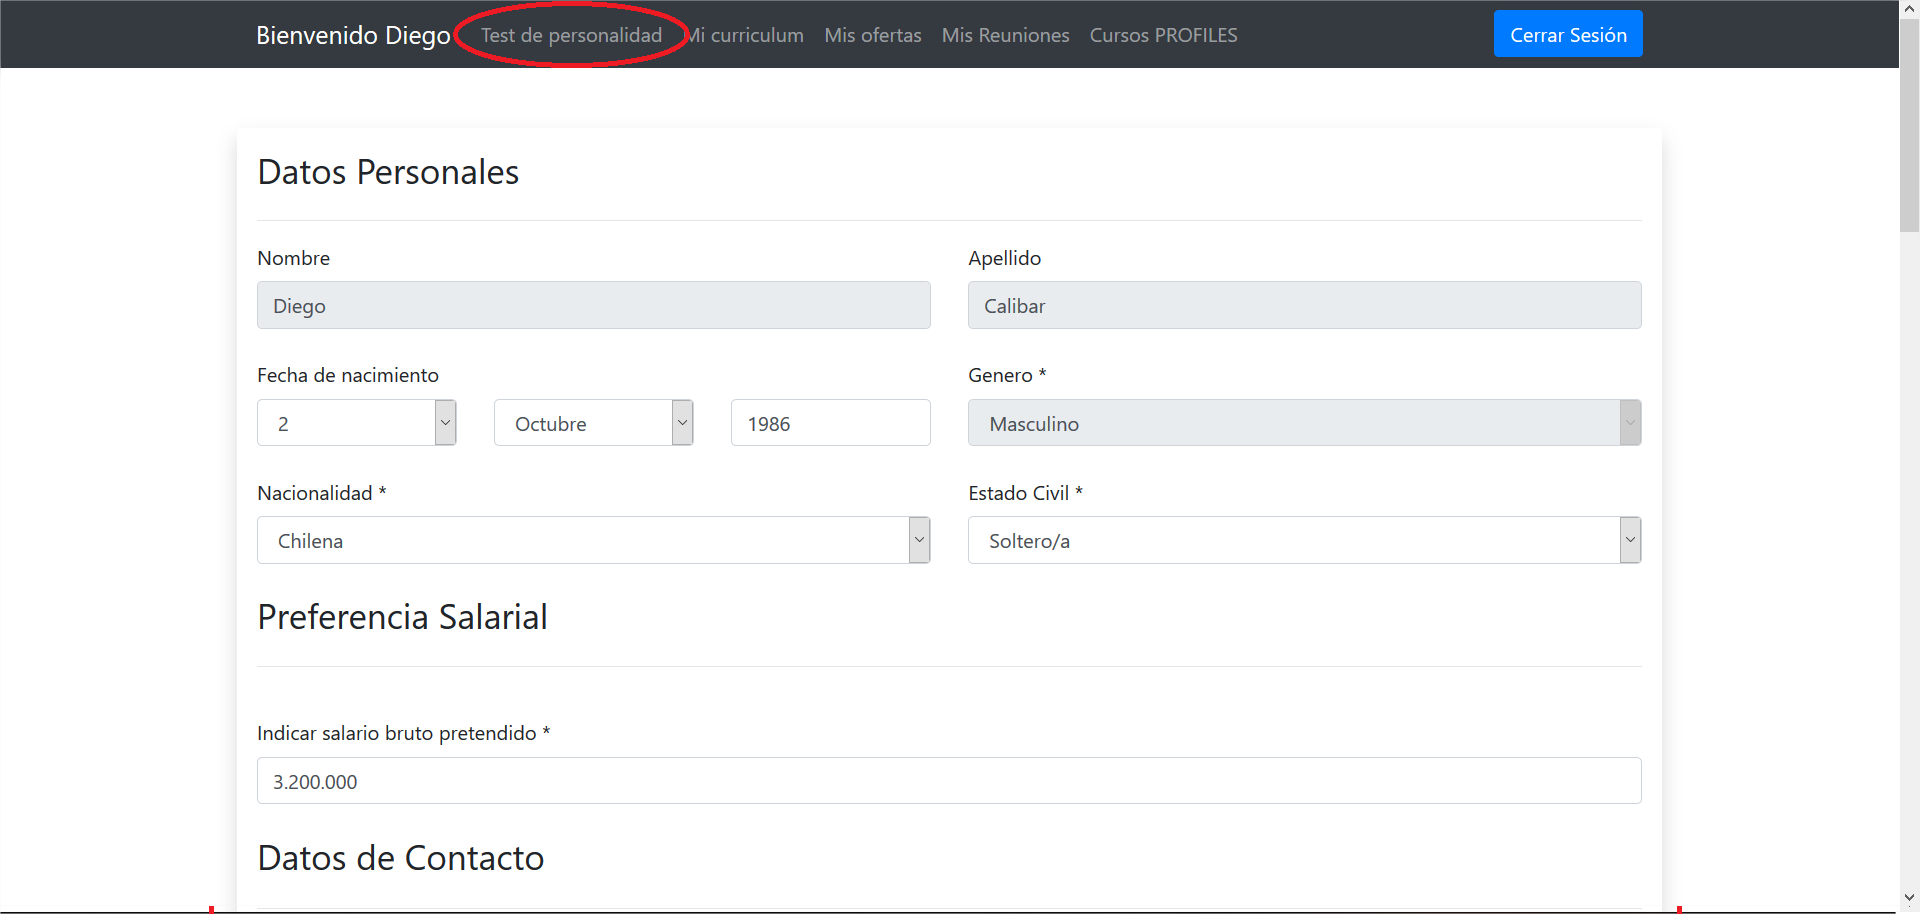 Bienvenido Diego Test de personalidad Mi curriculum Mis ofertas Mis Reuniones Cursos PROFILES Cerrar Sesión
Datos Personales
Nombre Apellido
Diego Calibar
Fecha de nacimiento Genero *
2 Octubre 1986 Masculino
Nacionalidad * Estado Civil *
Chilena Soltero/a
Preferencia Salarial
Indicar salario bruto pretendido *
3.200.000
Datos de Contacto